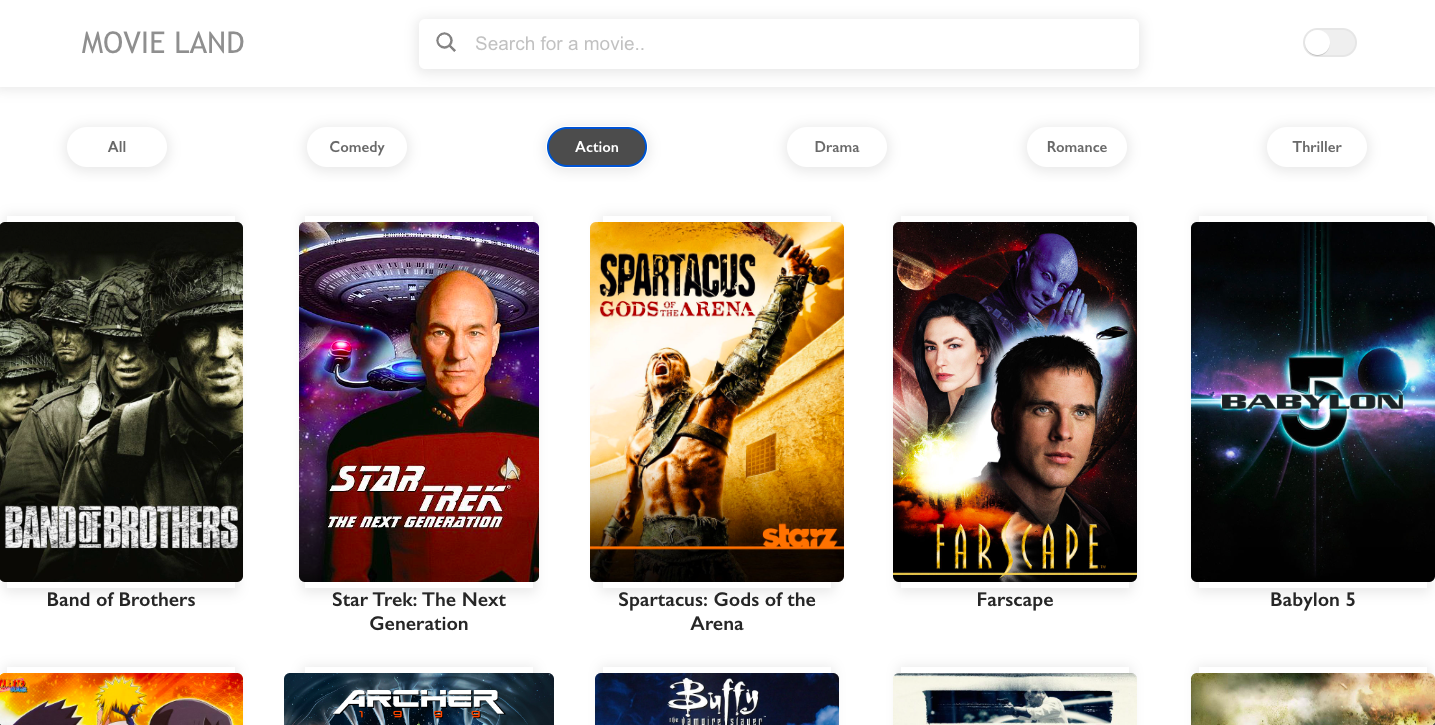 MOVIE LAND
Search for a movie..
All
Comedy
Action
Drama
Romance
Thriller
BAND OF BROTHERS
STAR TREK
THE NEXT GENERATION
SPARTACUS
GODS OF THE ARENA
starz
FARSCAPE
BABYLON 5
Band of Brothers
Star Trek: The Next
Generation
Spartacus: Gods of the
Arena
Farscape
Babylon 5
ARCHER
1999
Buffy
the vampire slayer